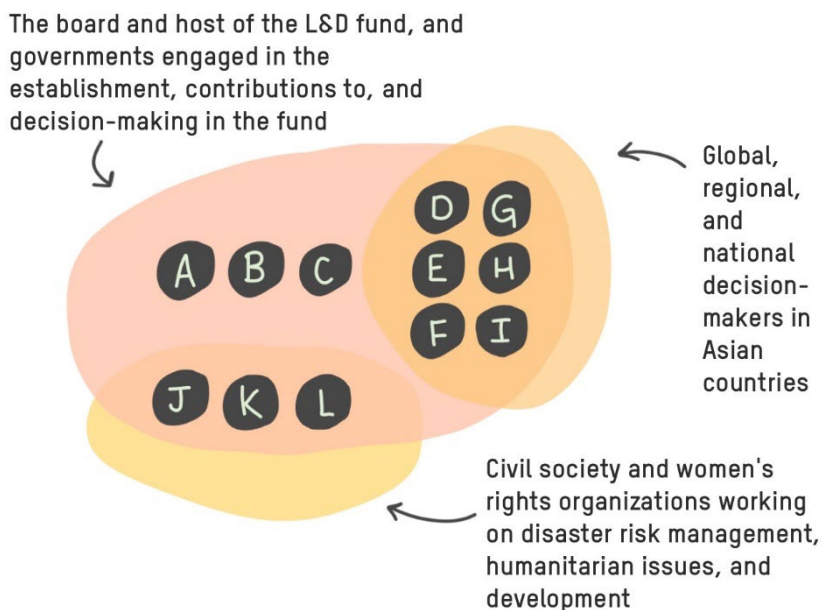 The board and host of the L&D fund, and
governments engaged in the
establishment, contributions to, and
decision-making in the fund
Global,
regional,
and
national
decision-
makers in
Asian
countries
D G
A B C E H
F I
J K L
Civil society and women's
rights organizations working
on disaster risk management,
humanitarian issues, and
development